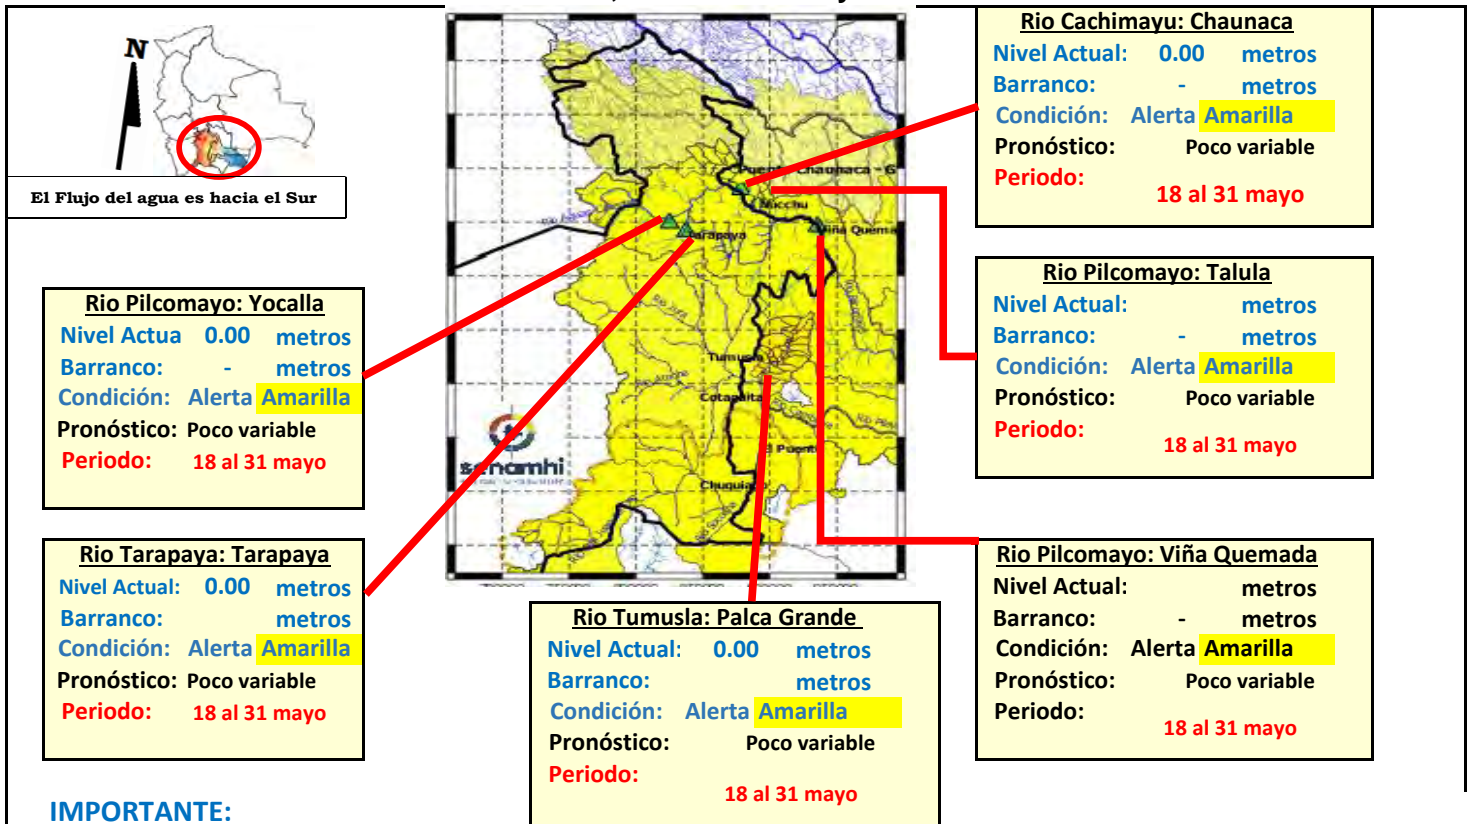 N
El Flujo del agua es hacia el Sur
Rio Cachimayu: Chaunaca
Nivel Actual: 0.00 metros
Barranco: - metros
Condición: Alerta Amarilla
Pronóstico: Poco variable
Periodo:
18 al 31 mayo
Rio Pilcomayo: Talula
Nivel Actual: metros
Barranco: - metros
Condición: Alerta Amarilla
Pronóstico: Poco variable
Periodo:
18 al 31 mayo
Rio Pilcomayo: Yocalla
Nivel Actua 0.00 metros
Barranco: - metros
Condición: Alerta Amarilla
Pronóstico: Poco variable
Periodo: 18 al 31 mayo
Rio Tarapaya: Tarapaya
Nivel Actual: 0.00 metros
Barranco: metros
Condición: Alerta Amarilla
Pronóstico: Poco variable
Periodo: 18 al 31 mayo
Rio Tumusla: Palca Grande
Nivel Actual: 0.00 metros
Barranco: metros
Condición: Alerta Amarilla
Pronóstico: Poco variable
Periodo:
18 al 31 mayo
Rio Pilcomayo: Viña Quemada
Nivel Actual: metros
Barranco: - metros
Condición: Alerta Amarilla
Pronóstico: Poco variable
Periodo:
18 al 31 mayo
Puente Chaunaca - G
Tarapaya
Viña Quema
Tumusla
Cotagaita
El Puente
senamhi
IMPORTANTE: